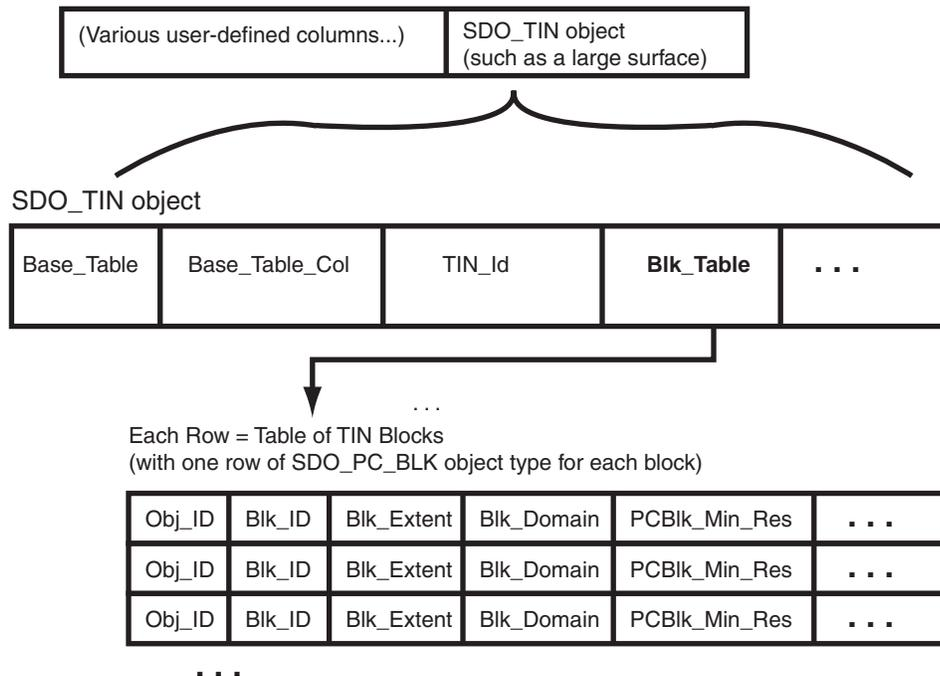 (Various user-defined columns...) SDO_TIN object
(such as a large surface)
SDO_TIN object
Base_Table Base_Table_Col TIN_Id Blk_Table . . .
. . .
Each Row = Table of TIN Blocks
(with one row of SDO_PC_BLK object type for each block)
Obj_ID Blk_ID Blk_Extent Blk_Domain PCBlk_Min_Res . . .
Obj_ID Blk_ID Blk_Extent Blk_Domain PCBlk_Min_Res . . .
Obj_ID Blk_ID Blk_Extent Blk_Domain PCBlk_Min_Res . . .
. . .